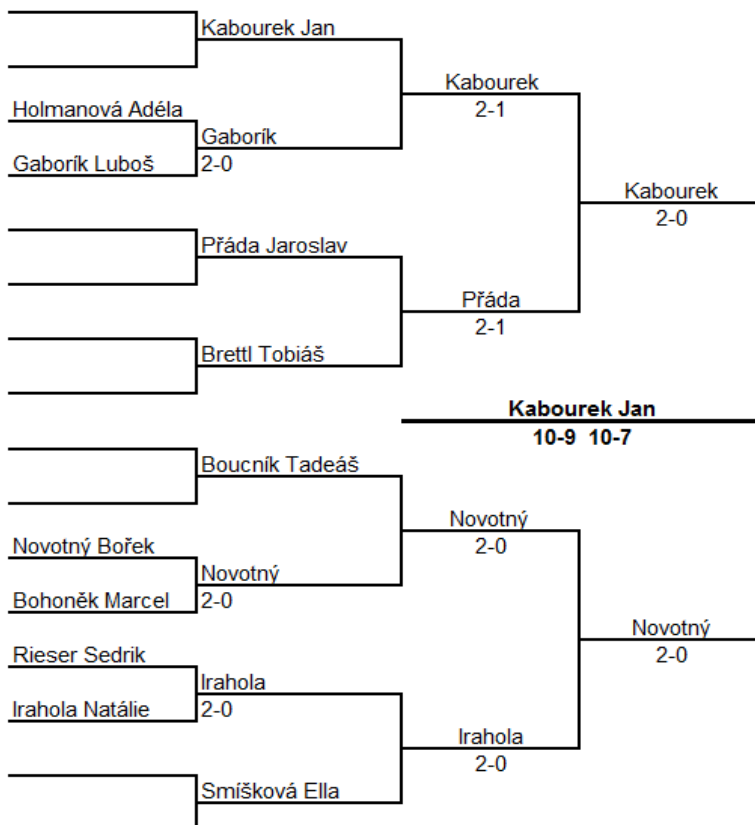 Kabourek Jan
Kabourek
2-1
Holmanová Adéla
Gaborík
2-0
Gaborík Luboš
Kabourek
2-0
Přáda Jaroslav
Přáda
2-1
Brettl Tobiáš
Kabourek Jan
10-9 10-7
Boucník Tadeáš
Novotný
2-0
Novotný Bořek
Novotný
2-0
Bohoněk Marcel
Novotný
2-0
Rieser Sedrik
Irahola
2-0
Irahola Natálie
Irahola
2-0
Smíšková Ella